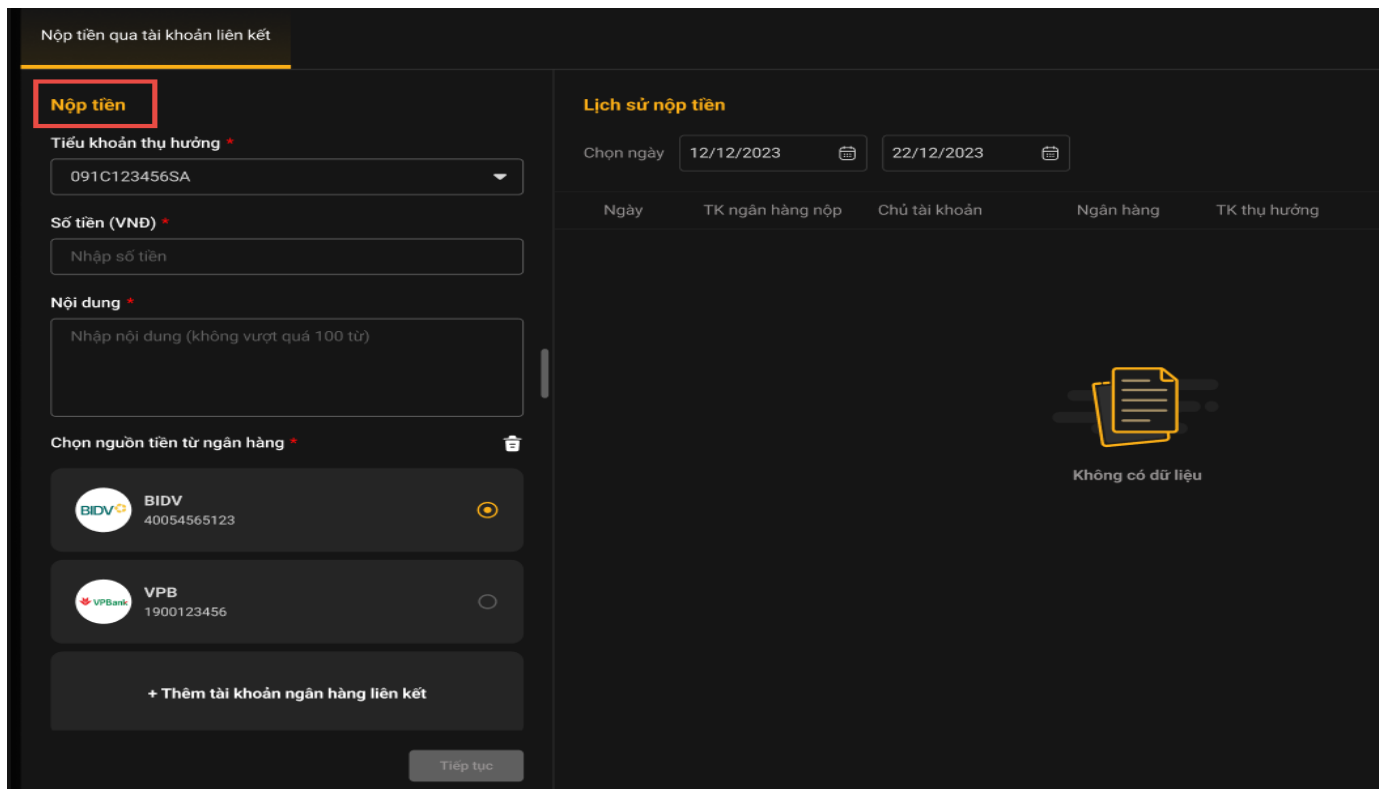 Nộp tiền qua tài khoản liên kết
Nộp tiền
Tiểu khoản thụ hưởng *
091C123456SA
Số tiền (VNĐ) *
Nhập số tiền
Nội dung *
Nhập nội dung (không vượt quá 100 từ)
Chọn nguồn tiền từ ngân hàng *
BIDV
BIDV
40054565123
VPBank
VPB
1900123456
+ Thêm tài khoản ngân hàng liên kết
Tiếp tục
Lịch sử nộp tiền
Chọn ngày 12/12/2023 22/12/2023
Ngày TK ngân hàng nộp Chủ tài khoản Ngân hàng TK thụ hưởng
Không có dữ liệu